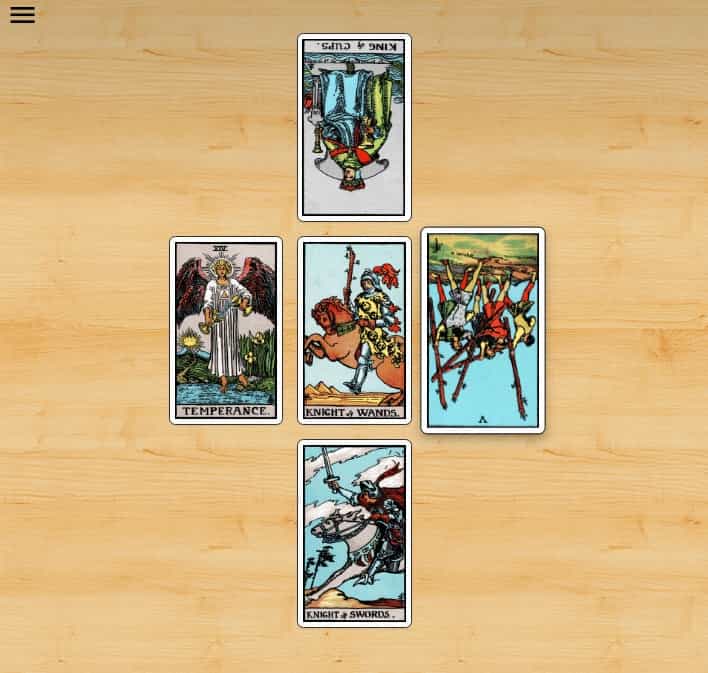 KING of CUPS.
XIV
TEMPERANCE.
KNIGHT of WANDS.
V
KNIGHT of SWORDS.